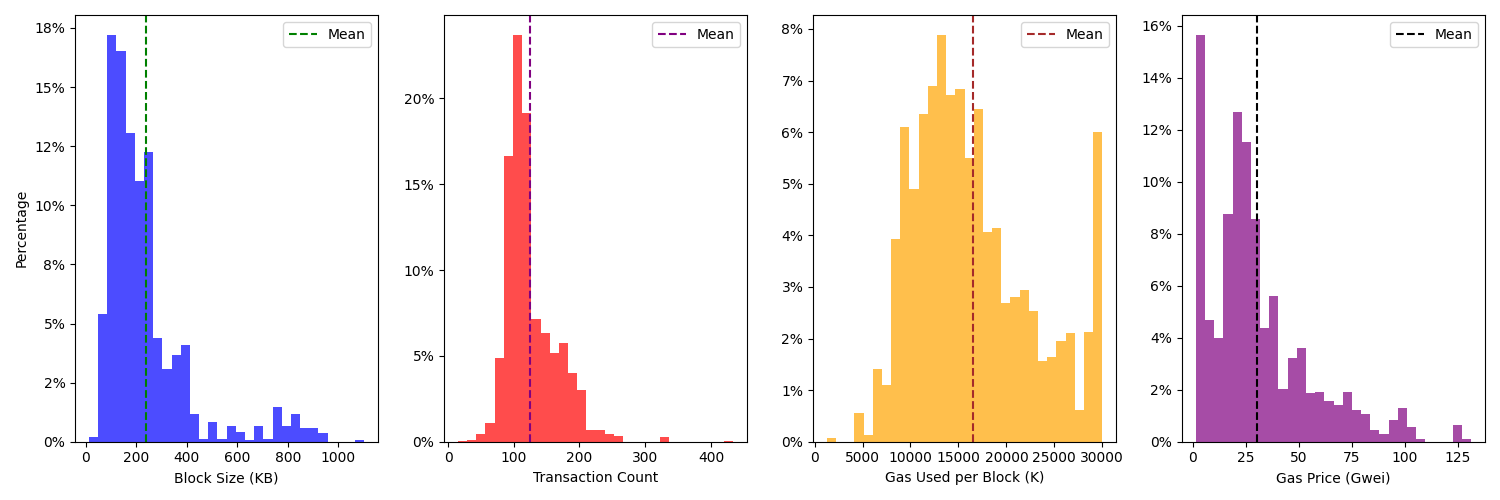 Percentage
18%
15%
12%
10%
8%
5%
2%
0%
Mean
0 200 400 600 800 1000
Block Size (KB)
20%
15%
10%
5%
0%
Mean
0 100 200 300 400
Transaction Count
8%
7%
6%
5%
4%
3%
2%
1%
0%
Mean
0 5000 10000 15000 20000 25000 30000
Gas Used per Block (K)
16%
14%
12%
10%
8%
6%
4%
2%
0%
Mean
0 25 50 75 100 125
Gas Price (Gwei)